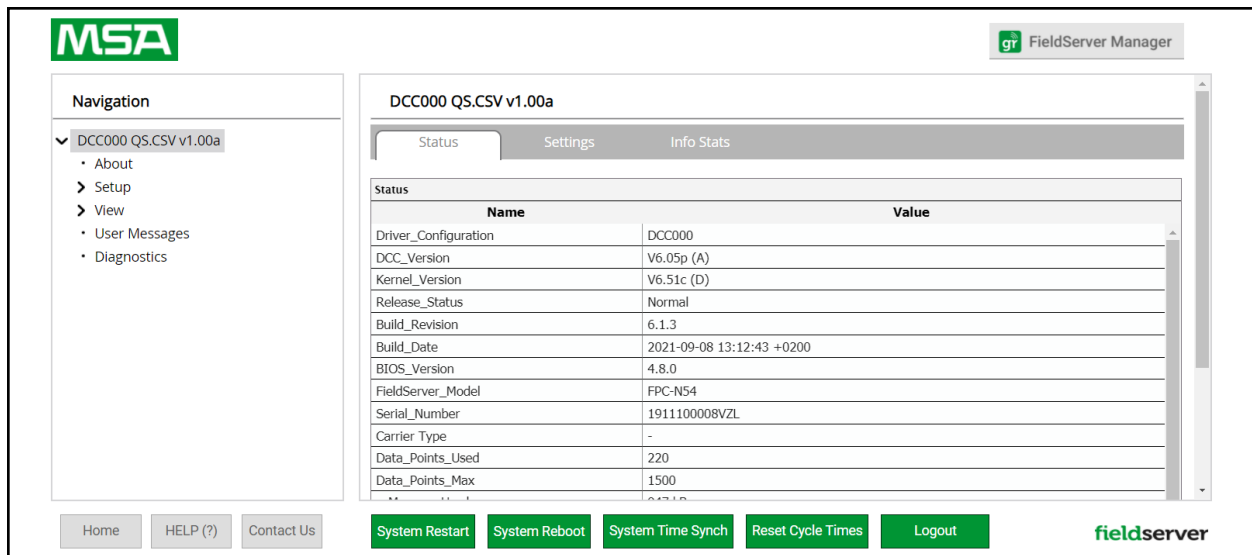 MSA
FieldServer Manager
Navigation
DCC000 QS.CSV v1.00a
About
Setup
View
User Messages
Diagnostics
DCC000 QS.CSV v1.00a
Status Settings Info Stats
Status
Name Value
Driver_Configuration DCC000
DCC_Version V6.05p (A)
Kernel_Version V6.51c (D)
Release_Status Normal
Build_Revision 6.1.3
Build_Date 2021-09-08 13:12:43 +0200
BIOS_Version 4.8.0
FieldServer_Model FPC-N54
Serial_Number 1911100008VZL
Carrier Type -
Data_Points_Used 220
Data_Points_Max 1500
Home HELP (?) Contact Us System Restart System Reboot System Time Synch Reset Cycle Times Logout fieldserver